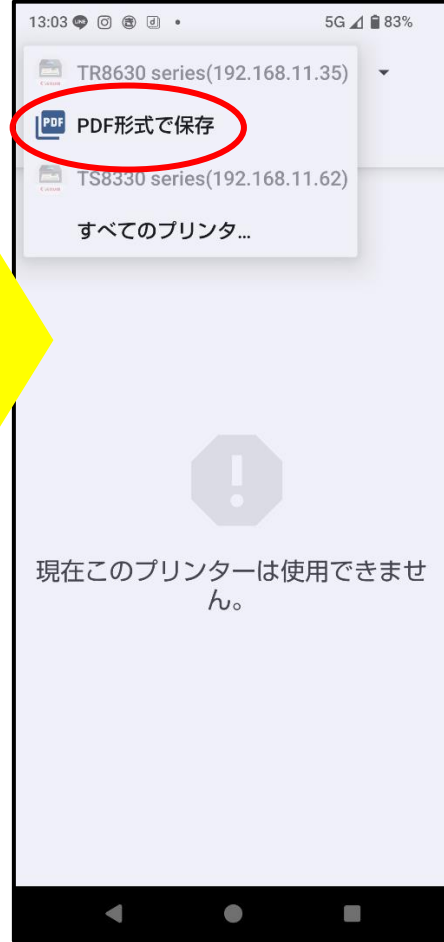 13:03 5G 83%
TR8630 series(192.168.11.35)
PDF PDF形式で保存
TS8330 series(192.168.11.62)
すべてのプリンタ...
現在このプリンターは使用できませ
ん。